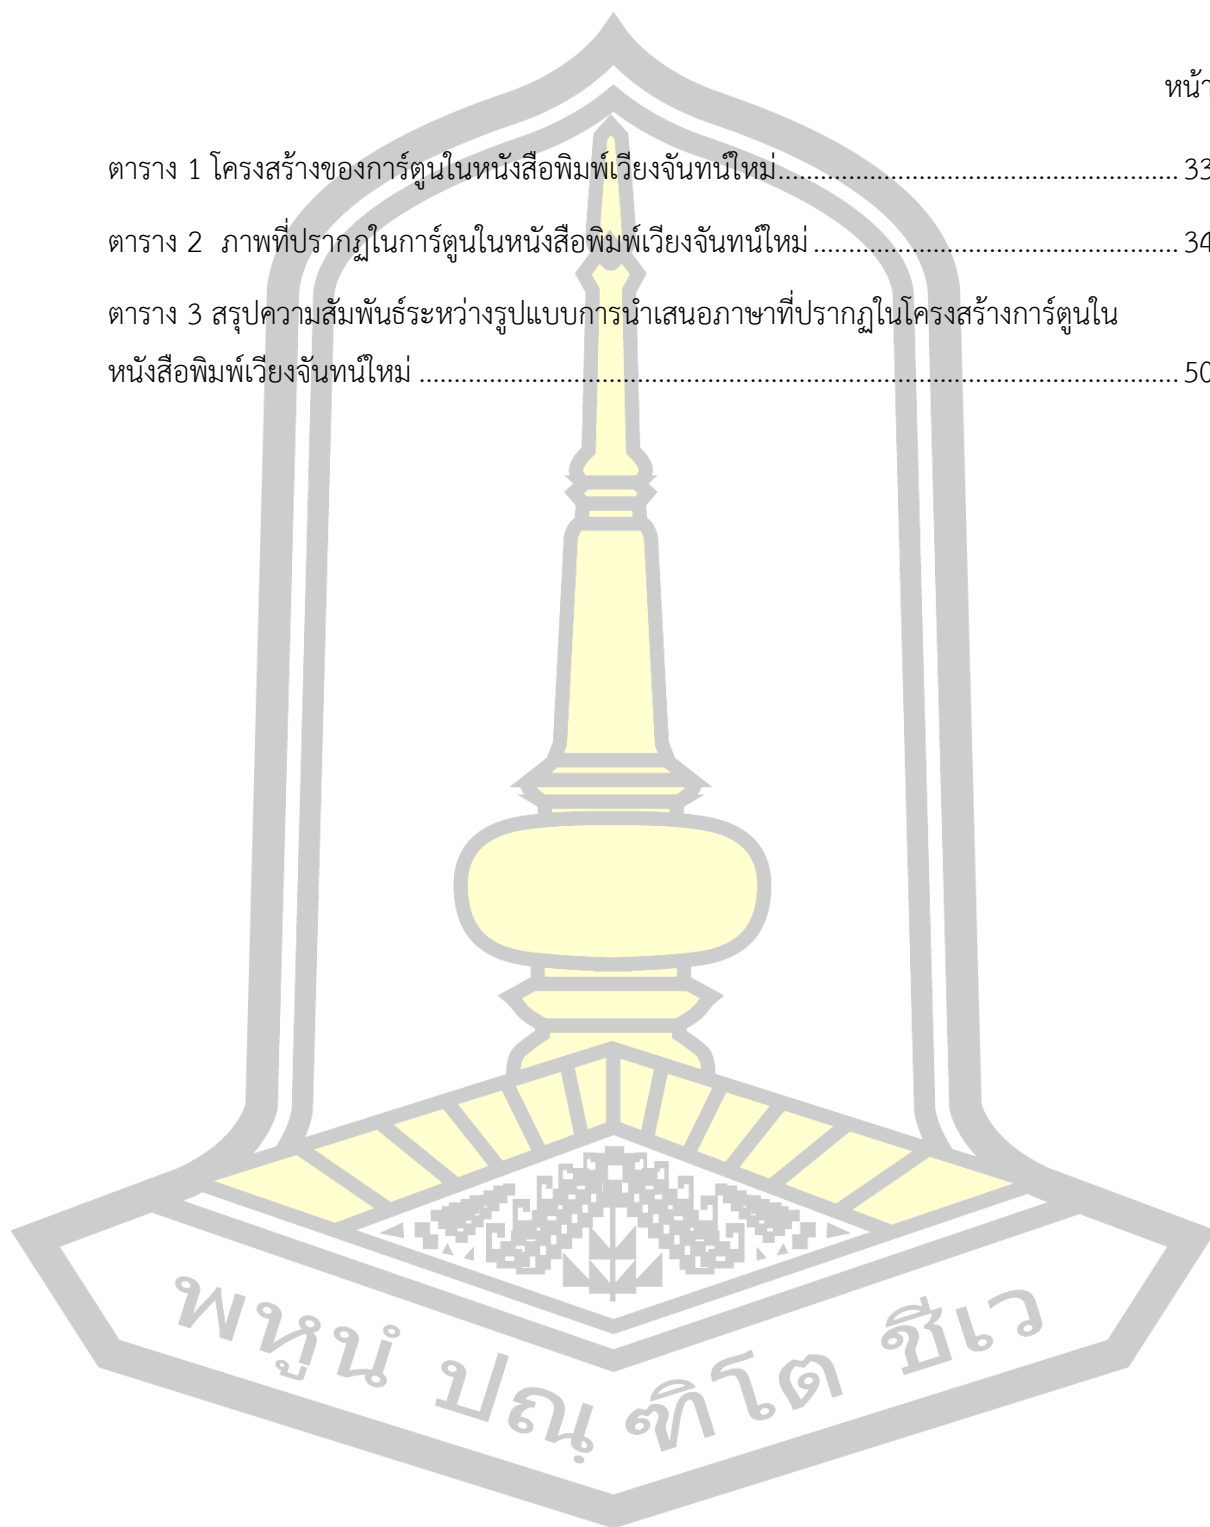 หน้า
ตาราง 1 โครงสร้างของการ์ตูนในหนังสือพิมพ์เวียงจันทน์ใหม่......................................................... 33
ตาราง 2  ภาพที่ปรากฏในการ์ตูนในหนังสือพิมพ์เวียงจันทน์ใหม่.................................................... 34
ตาราง 3 สรุปความสัมพันธ์ระหว่างรูปแบบการนำเสนอภาษาที่ปรากฏในโครงสร้างการ์ตูนใน
หนังสือพิมพ์เวียงจันทน์ใหม่............................................................................................................. 50
พหูนํ ปณฺฑิโต ชีเว